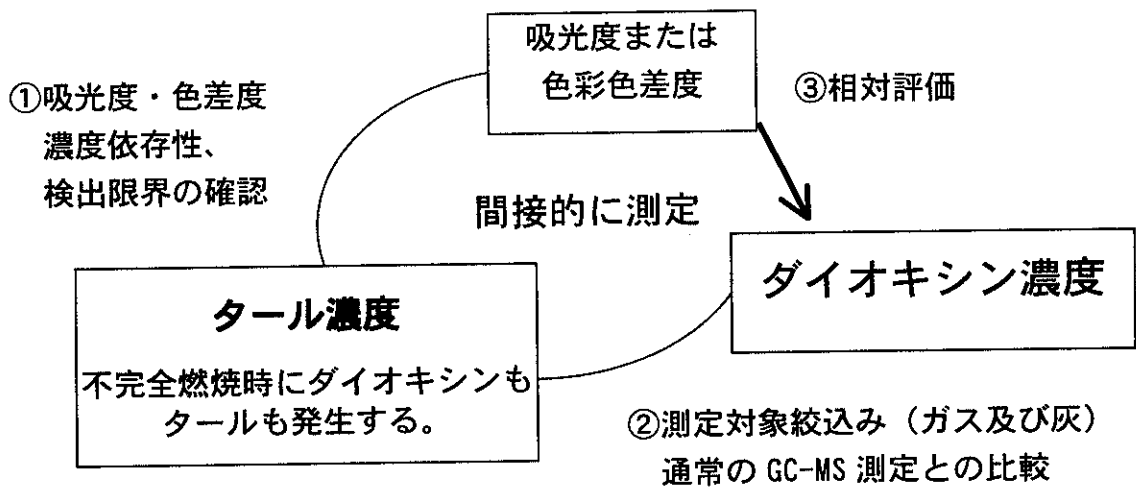 吸光度または
色彩色差度
①吸光度・色差度
濃度依存性、
検出限界の確認
③相対評価
間接的に測定
ダイオキシン濃度
タール濃度
不完全燃焼時にダイオキシンも
タールも発生する。
②測定対象絞込み（ガス及び灰）
通常の GC-MS 測定との比較